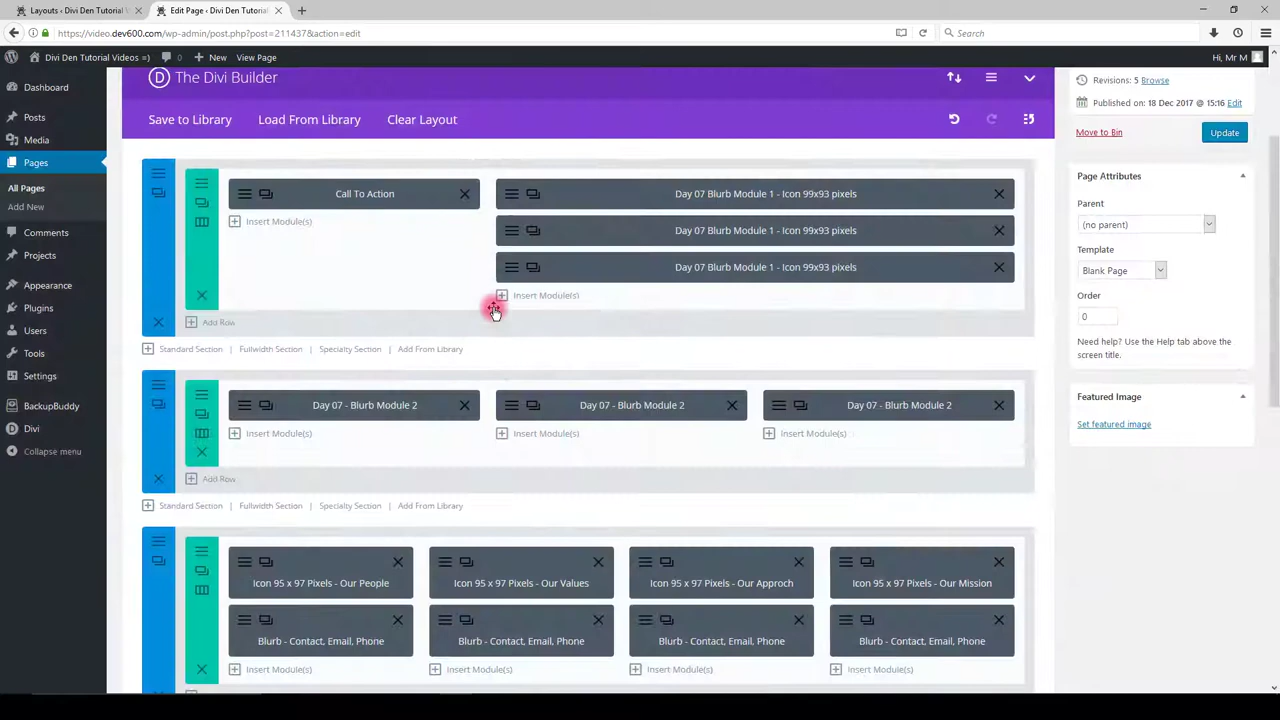 Layouts ‹ Divi Den Tutorial
Edit Page ‹ Divi Den Tutorial
https://video.dev600.com/wp-admin/post.php?post=211437&action=edit
Search
Divi Den Tutorial Videos =)
New
View Page
Hi, Mr M
Dashboard
Posts
Media
Pages
All Pages
Add New
Comments
Projects
Appearance
Plugins
Users
Tools
Settings
BackupBuddy
Divi
Collapse menu
The Divi Builder
Save to Library
Load From Library
Clear Layout
Call To Action
Insert Module(s)
Day 07 Blurb Module 1 - Icon 99x93 pixels
Day 07 Blurb Module 1 - Icon 99x93 pixels
Day 07 Blurb Module 1 - Icon 99x93 pixels
Insert Module(s)
Add Row
Standard Section | Fullwidth Section | Specialty Section | Add From Library
Day 07 - Blurb Module 2
Day 07 - Blurb Module 2
Day 07 - Blurb Module 2
Insert Module(s)
Insert Module(s)
Insert Module(s)
Add Row
Standard Section | Fullwidth Section | Specialty Section | Add From Library
Icon 95 x 97 Pixels - Our People
Icon 95 x 97 Pixels - Our Values
Icon 95 x 97 Pixels - Our Approch
Icon 95 x 97 Pixels - Our Mission
Blurb - Contact, Email, Phone
Blurb - Contact, Email, Phone
Blurb - Contact, Email, Phone
Blurb - Contact, Email, Phone
Insert Module(s)
Insert Module(s)
Insert Module(s)
Insert Module(s)
Revisions: 5 Browse
Published on: 18 Dec 2017 @ 15:16 Edit
Move to Bin
Update
Page Attributes
Parent
(no parent)
Template
Blank Page
Order
0
Need help? Use the Help tab above the
screen title.
Featured Image
Set featured image